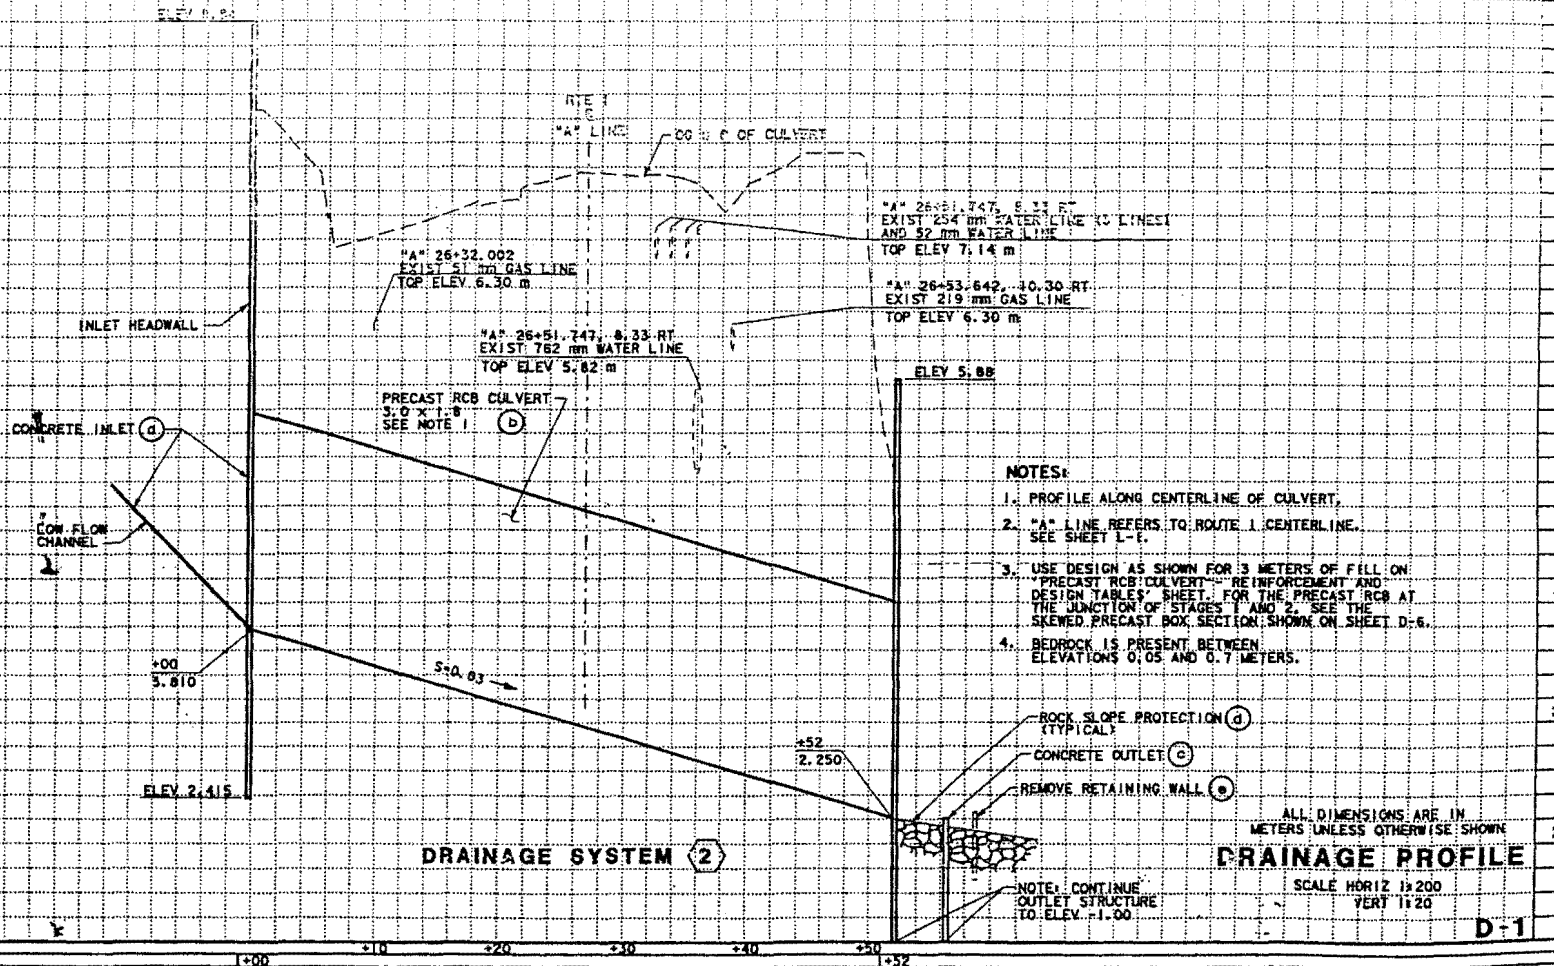 RTE 1
"A" LINE
OF CULVERT
"A" 26+51.747, 8.33 RT
EXIST 254 mm WATER LINE (3 LINES)
AND 52 mm WATER LINE
TOP ELEV 7.14 m
"A" 26+32.002
EXIST 51 mm GAS LINE
TOP ELEV 6.30 m
"A" 26+53.642, 10.30 RT
EXIST 219 mm GAS LINE
TOP ELEV 6.30 m
INLET HEADWALL
"A" 26+51.747, 8.33 RT
EXIST 762 mm WATER LINE
TOP ELEV 5.82 m
ELEV 5.88
PRECAST RCB CULVERT
3.0 x 1.8
SEE NOTE 1
b
CONCRETE INLET a
LOW FLOW
CHANNEL
NOTES:
1. PROFILE ALONG CENTERLINE OF CULVERT.
2. "A" LINE REFERS TO ROUTE 1 CENTERLINE.
SEE SHEET L-1.
3. USE DESIGN AS SHOWN FOR 3 METERS OF FILL ON
"PRECAST RCB CULVERT - REINFORCEMENT AND
DESIGN TABLES" SHEET. FOR THE PRECAST RCB AT
THE JUNCTION OF STAGES 1 AND 2, SEE THE
SKEWED PRECAST BOX SECTION SHOWN ON SHEET D-6.
4. BEDROCK IS PRESENT BETWEEN
ELEVATIONS 0.05 AND 0.7 METERS.
+00
3.810
S=0.03
ROCK SLOPE PROTECTION d
(TYPICAL)
+52
2.250
CONCRETE OUTLET c
REMOVE RETAINING WALL e
ELEV 2.415
ALL DIMENSIONS ARE IN
METERS UNLESS OTHERWISE SHOWN
DRAINAGE SYSTEM 2
DRAINAGE PROFILE
SCALE HORIZ 1:200
VERT 1:20
NOTE: CONTINUE
OUTLET STRUCTURE
TO ELEV -1.00
D-1
+10 +20 +30 +40 +50
1+00 1+52